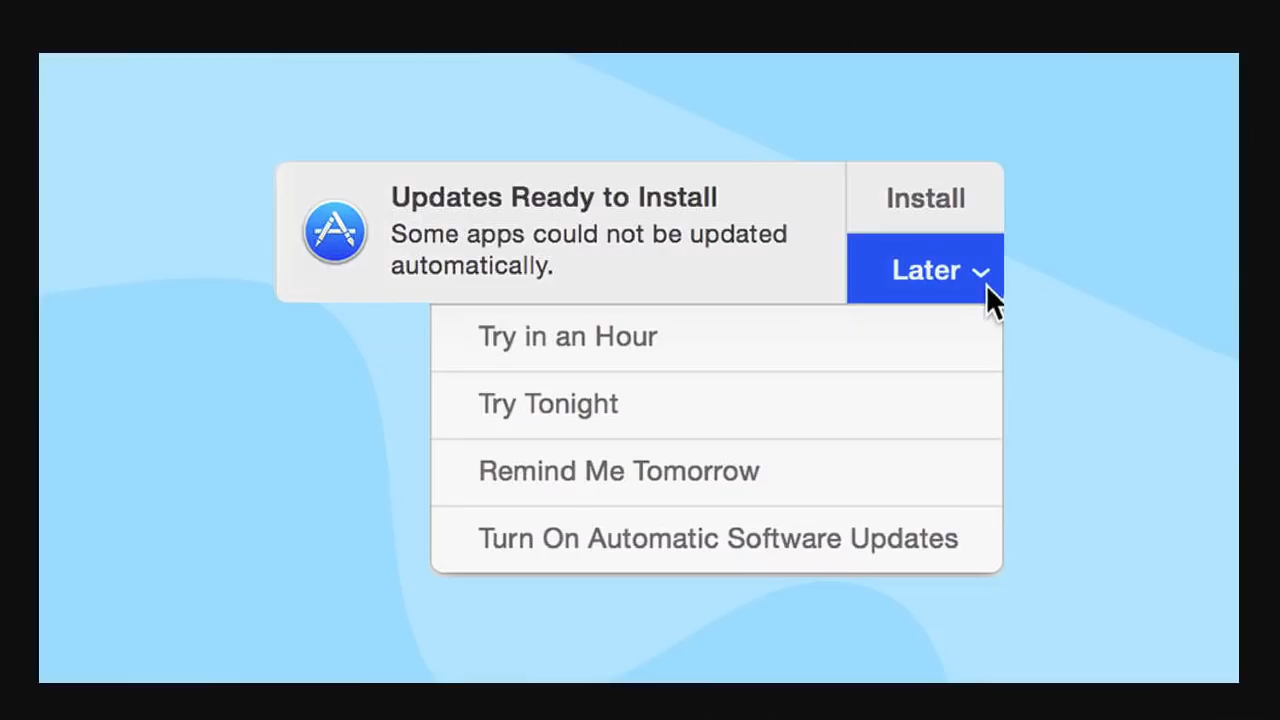 Updates Ready to Install
Some apps could not be updated
automatically.
Install
Later
Try in an Hour
Try Tonight
Remind Me Tomorrow
Turn On Automatic Software Updates